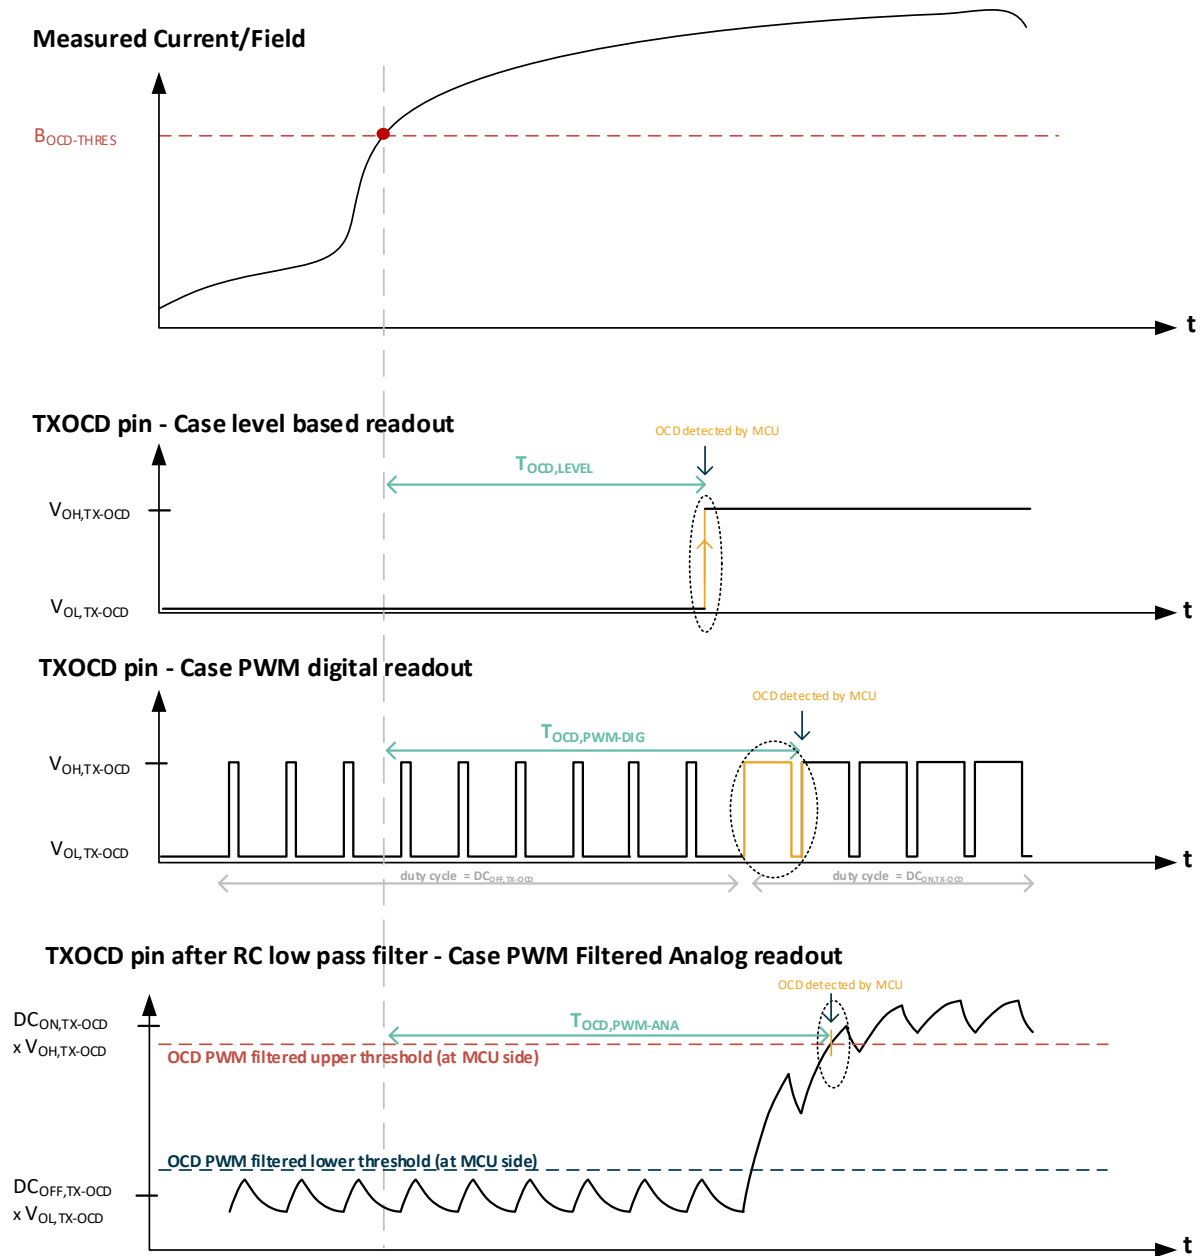 Measured Current/Field
BOCD-THRES
t
TXOCD pin - Case level based readout
OCD detected by MCU
TOCD,LEVEL
VOH,TX-OCD
VOL,TX-OCD
t
TXOCD pin - Case PWM digital readout
OCD detected by MCU
TOCD,PWM-DIG
VOH,TX-OCD
VOL,TX-OCD
t
duty cycle = DCOFF,TX-OCD
duty cycle = DCON,TX-OCD
TXOCD pin after RC low pass filter - Case PWM Filtered Analog readout
OCD detected by MCU
DCON,TX-OCD
x VOH,TX-OCD
TOCD,PWM-ANA
OCD PWM filtered upper threshold (at MCU side)
OCD PWM filtered lower threshold (at MCU side)
DCOFF,TX-OCD
x VOL,TX-OCD
t